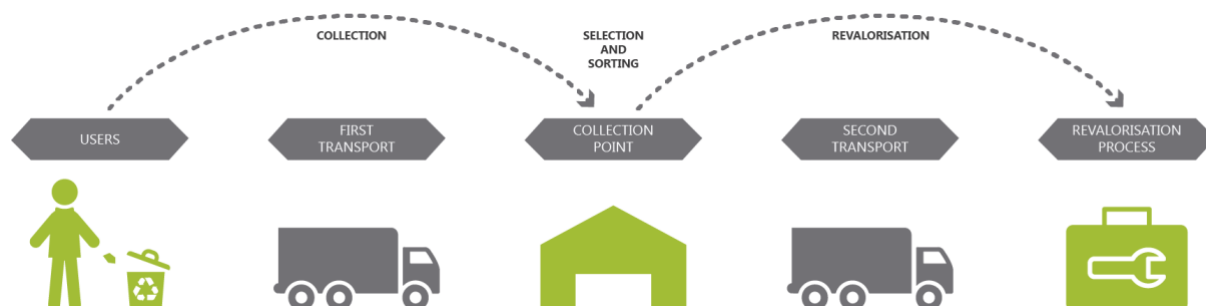 COLLECTION
SELECTION
AND
SORTING
REVALORISATION
USERS
FIRST
TRANSPORT
COLLECTION
POINT
SECOND
TRANSPORT
REVALORISATION
PROCESS